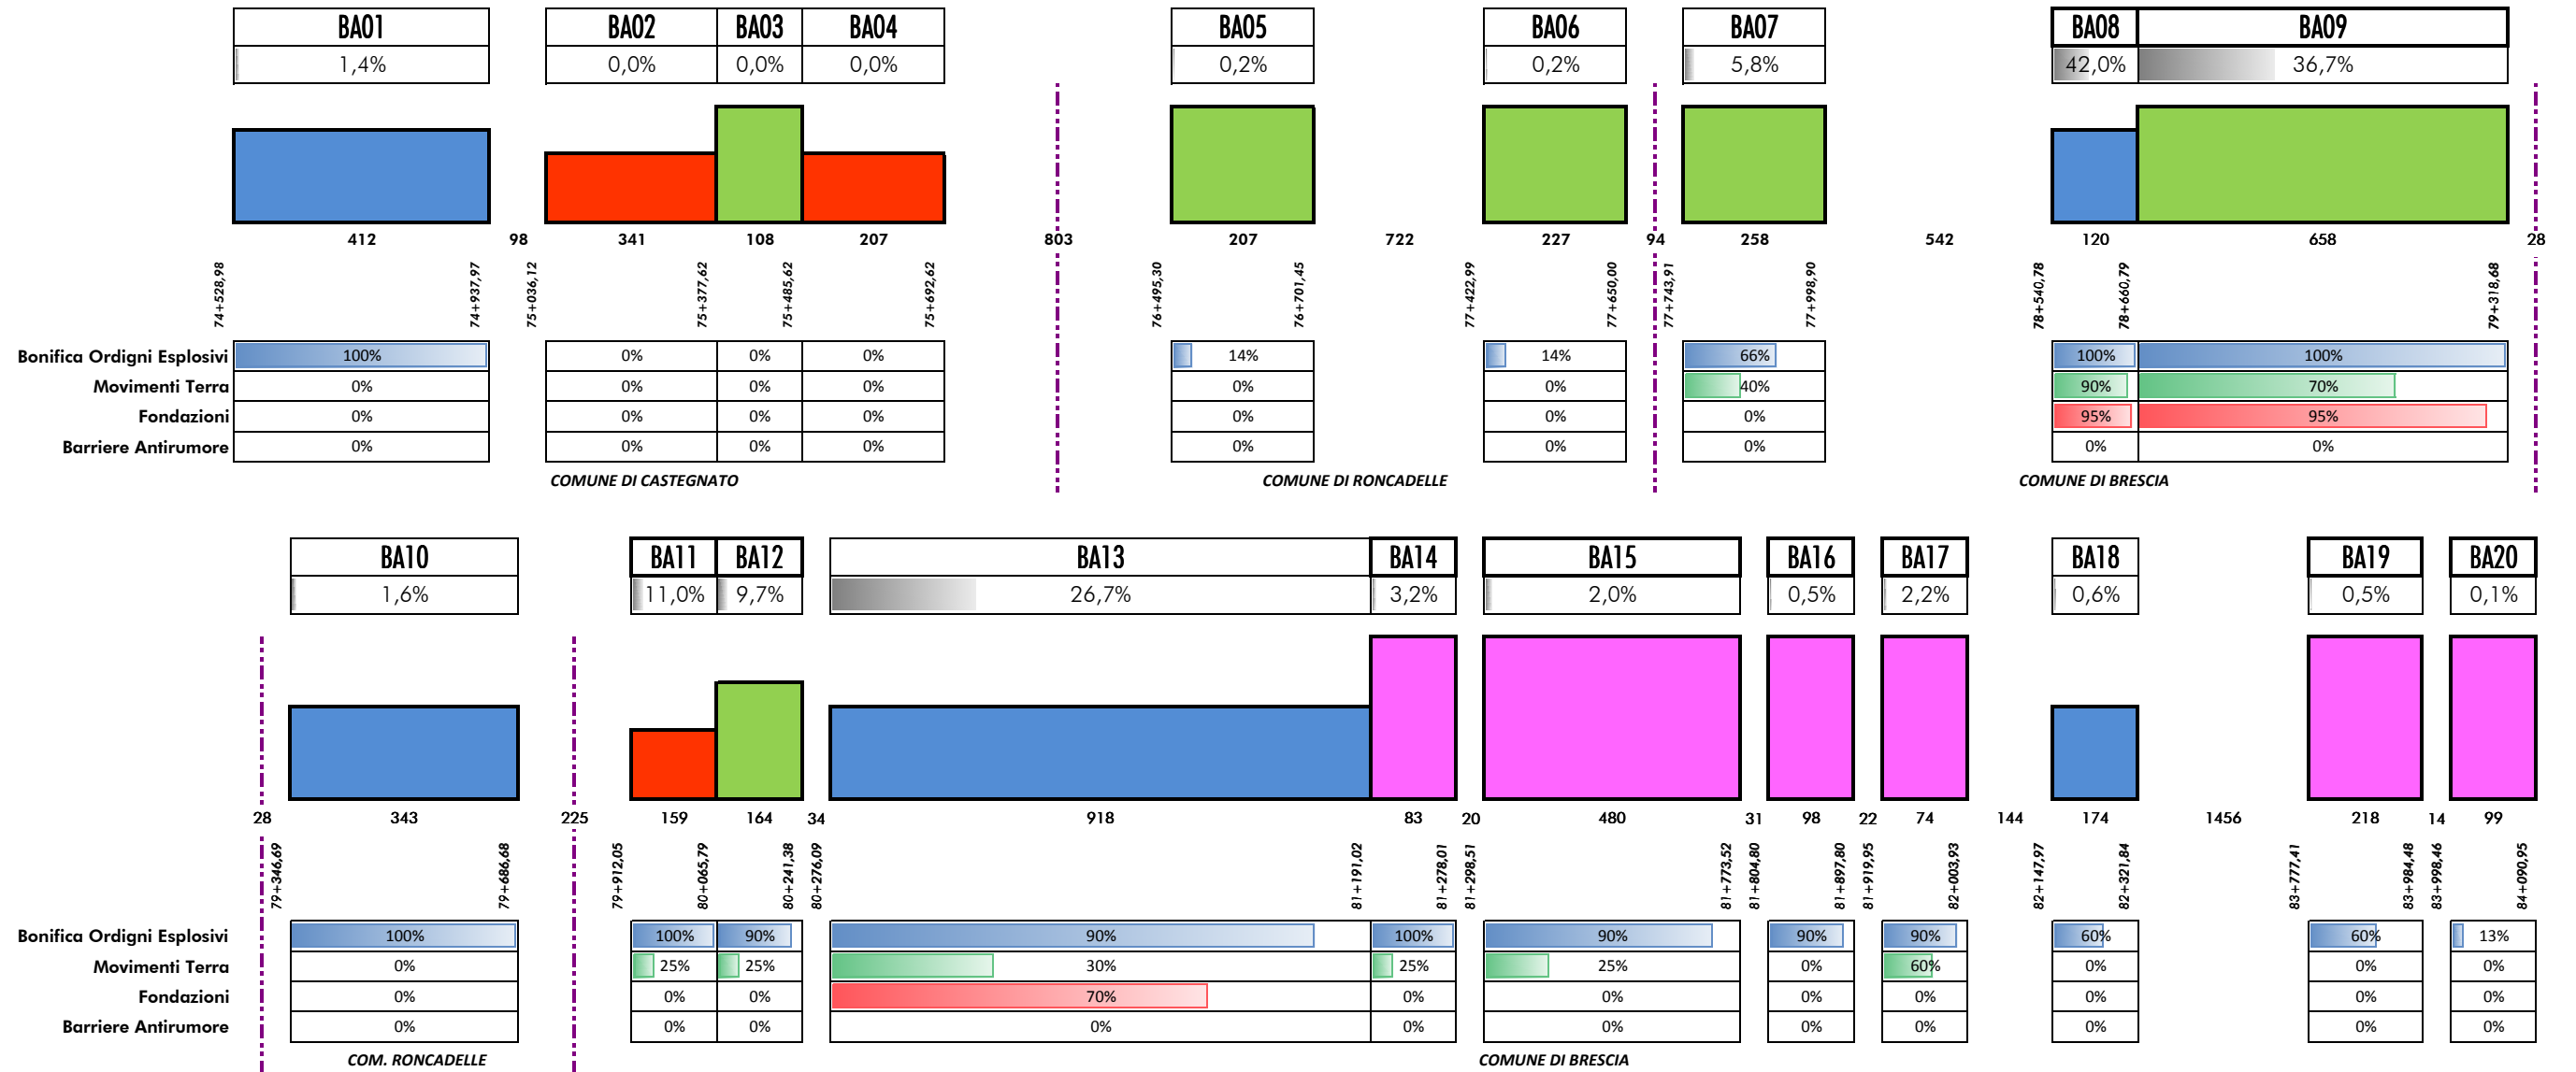 BA01 BA02 BA03 BA04 BA05 BA06 BA07 BA08 BA09
1,4% 0,0% 0,0% 0,0% 0,2% 0,2% 5,8% 42,0% 36,7%
412 98 341 108 207 803 207 722 227 94 258 542 120 658 28
74+528,98 74+937,97 75+036,12 75+377,62 75+485,62 75+692,62 76+495,30 76+701,45 77+422,99 77+650,00 77+743,91 77+998,90 78+540,78 78+660,79 79+318,68
Bonifica Ordigni Esplosivi 100% 0% 0% 0% 14% 14% 66% 100% 100%
Movimenti Terra 0% 0% 0% 0% 0% 0% 40% 90% 70%
Fondazioni 0% 0% 0% 0% 0% 0% 0% 95% 95%
Barriere Antirumore 0% 0% 0% 0% 0% 0% 0% 0% 0%
COMUNE DI CASTEGNATO COMUNE DI RONCADELLE COMUNE DI BRESCIA
BA10 BA11 BA12 BA13 BA14 BA15 BA16 BA17 BA18 BA19 BA20
1,6% 11,0% 9,7% 26,7% 3,2% 2,0% 0,5% 2,2% 0,6% 0,5% 0,1%
28 343 225 159 164 34 918 83 20 480 31 98 22 74 144 174 1456 218 14 99
79+346,69 79+686,68 79+912,05 80+065,79 80+241,38 80+276,09 81+191,02 81+278,01 81+298,51 81+773,52 81+804,80 81+897,80 81+919,95 82+003,93 82+147,97 82+321,84 83+777,41 83+984,48 83+998,46 84+090,95
Bonifica Ordigni Esplosivi 100% 100% 90% 90% 100% 90% 90% 90% 60% 60% 13%
Movimenti Terra 0% 25% 25% 30% 25% 25% 0% 60% 0% 0% 0%
Fondazioni 0% 0% 0% 70% 0% 0% 0% 0% 0% 0% 0%
Barriere Antirumore 0% 0% 0% 0% 0% 0% 0% 0% 0% 0% 0%
COM. RONCADELLE COMUNE DI BRESCIA